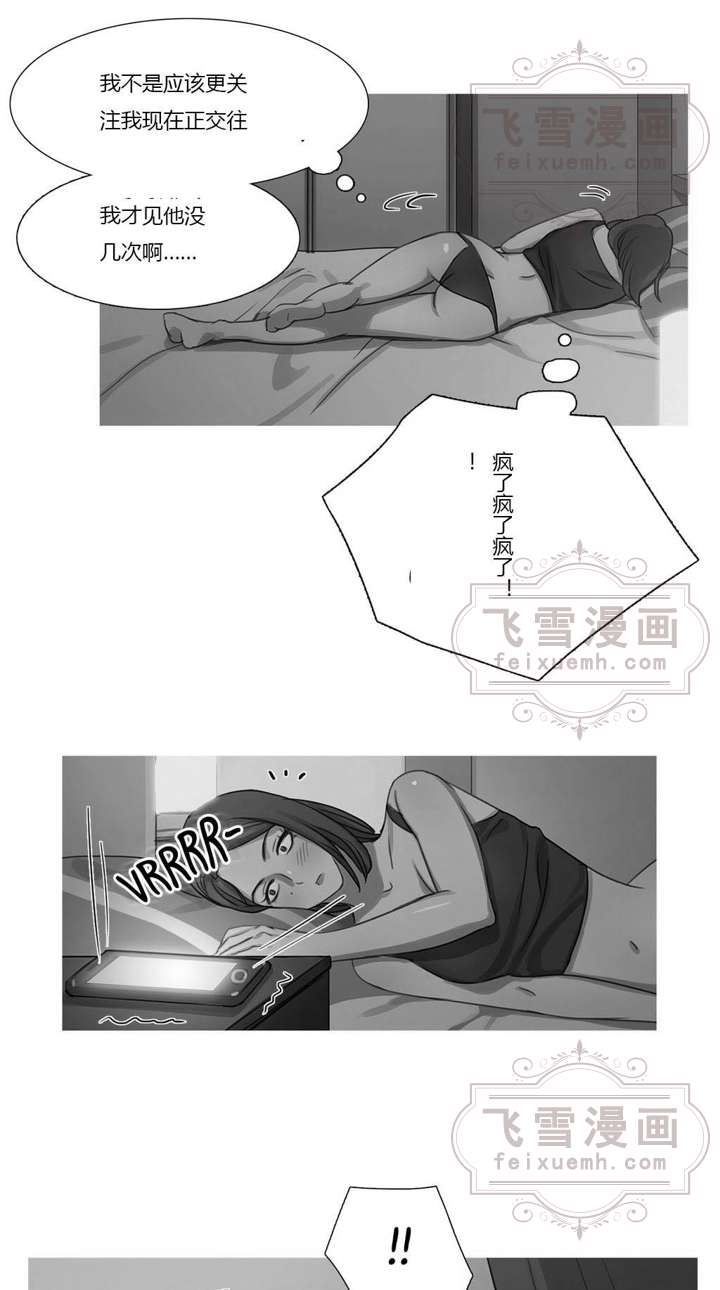 我不是应该更关
注我现在正交往
我才见他没
几次啊......
飞雪漫画
feixuemh.com
疯了疯了疯了!
!
飞雪漫画
feixuemh.com
VRRRR-
飞雪漫画
feixuemh.com
!!